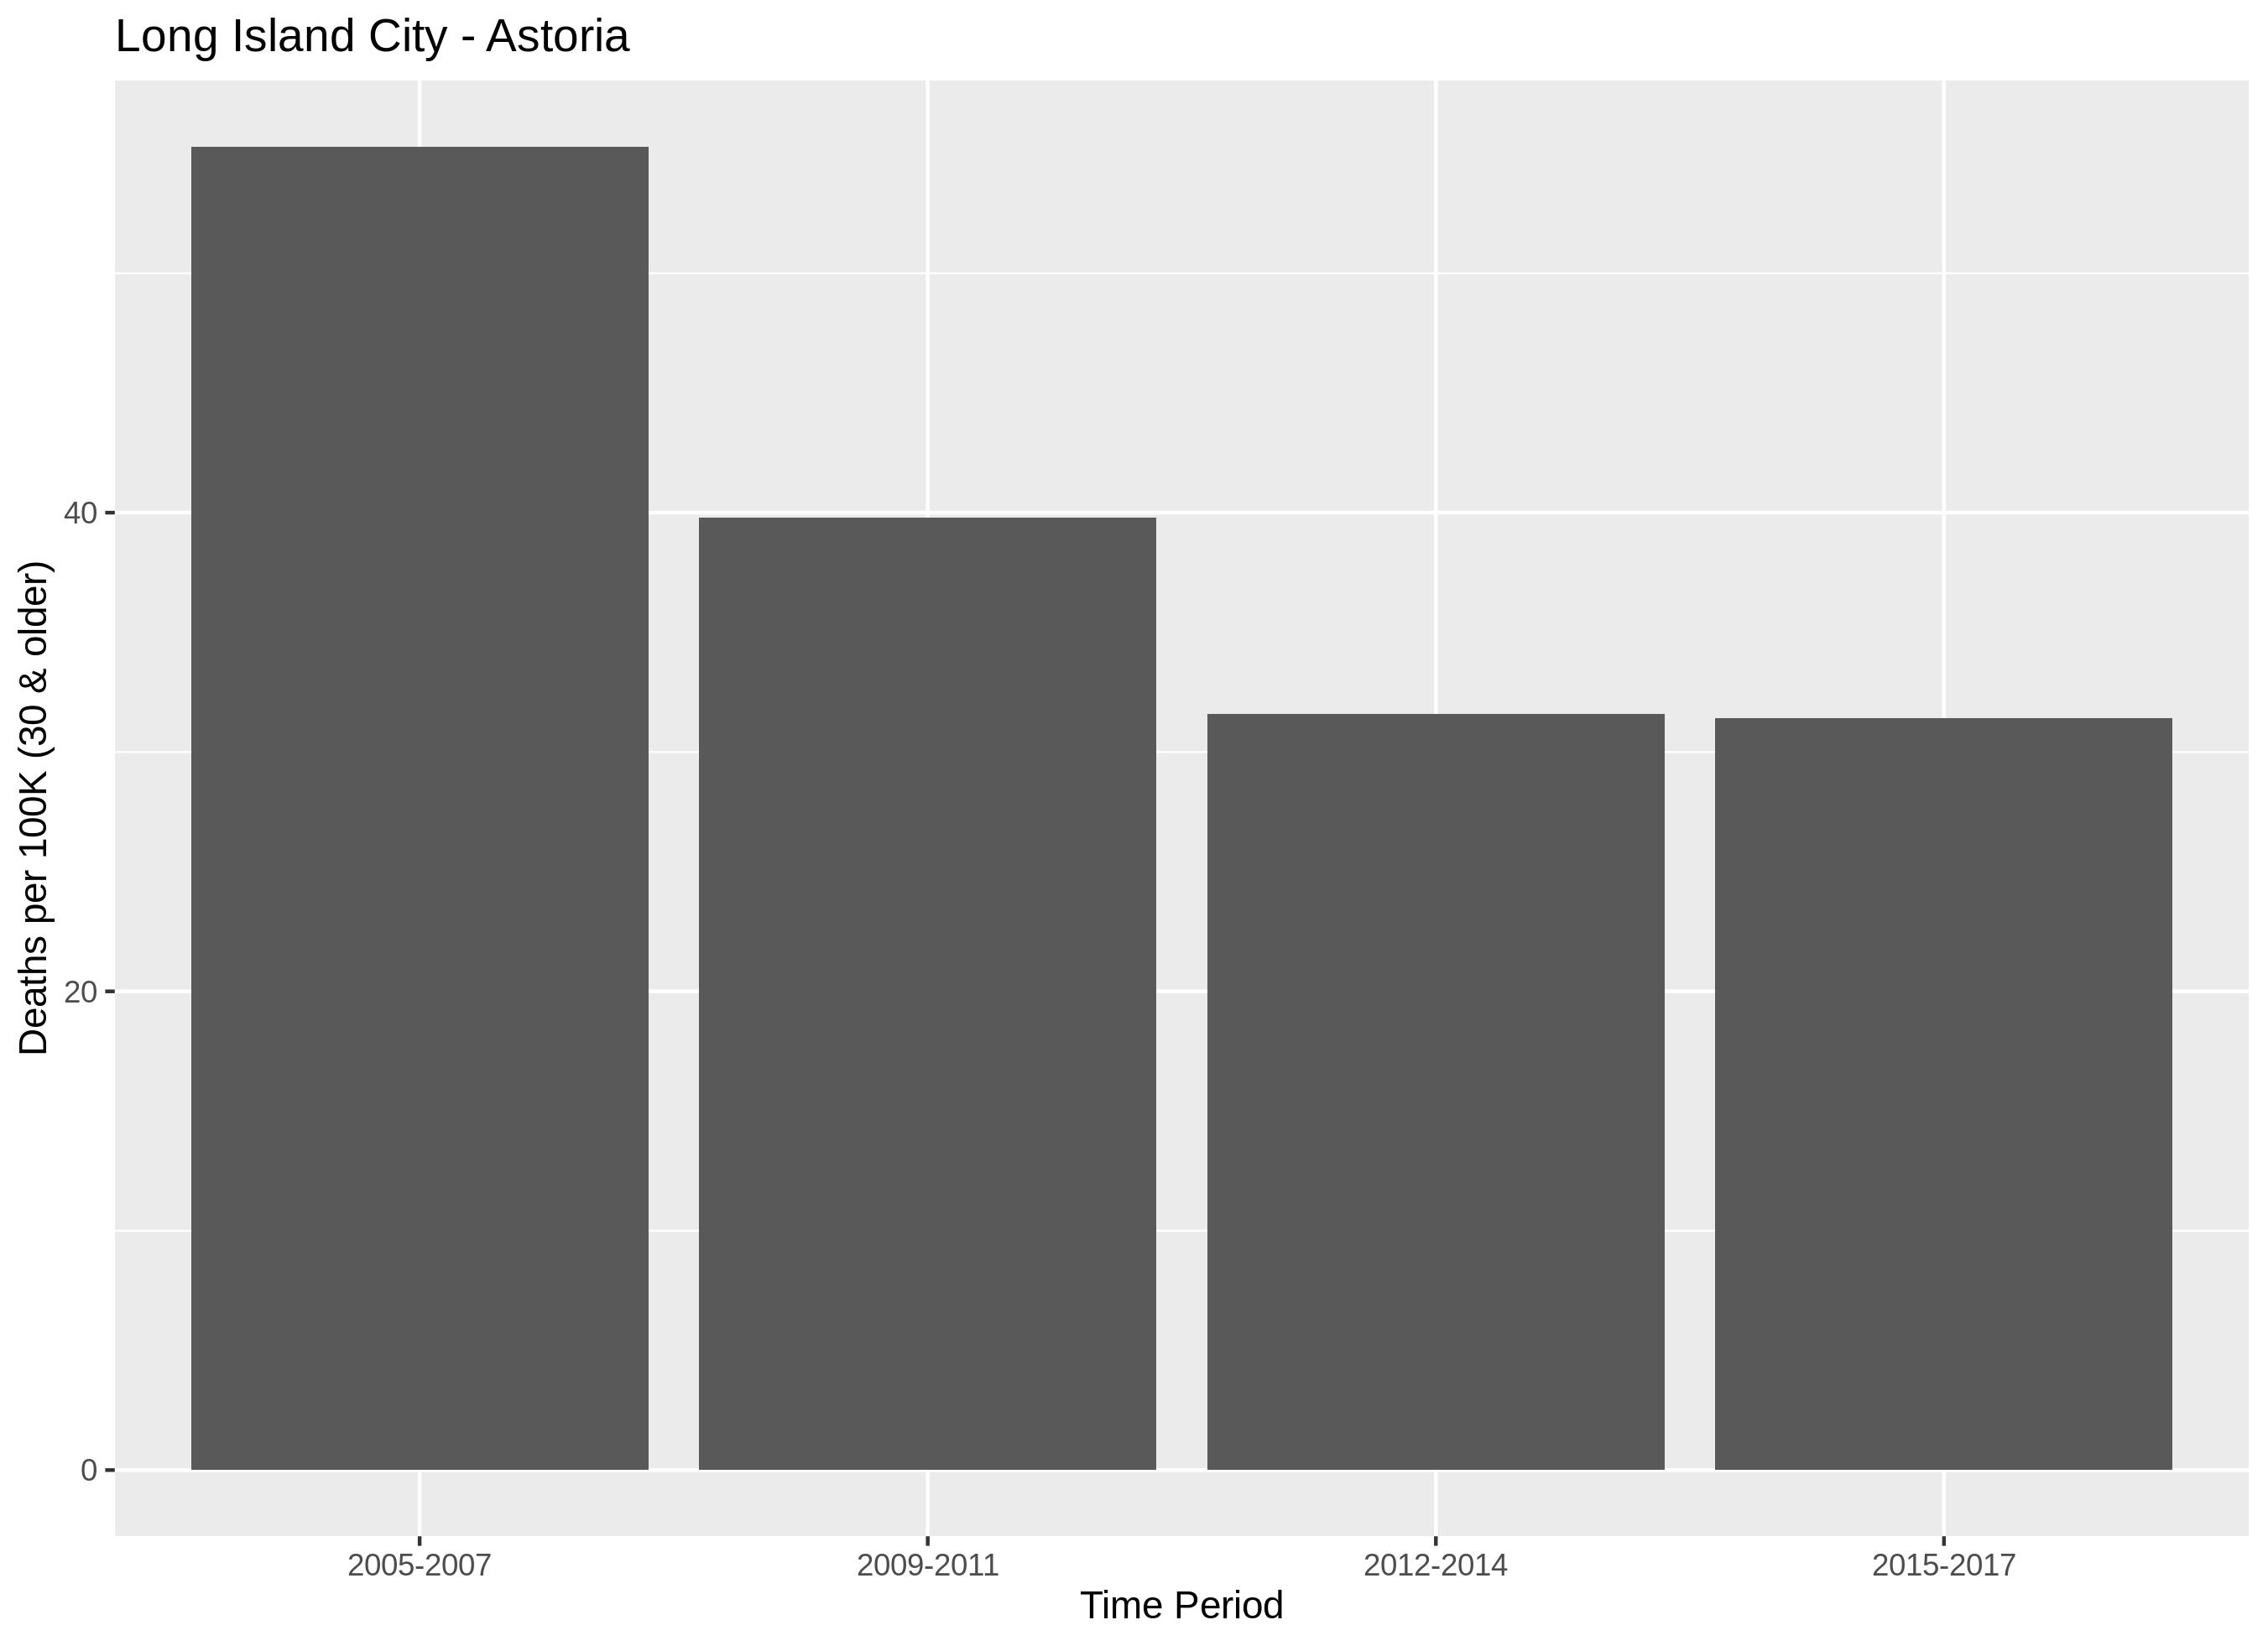 Long Island City - Astoria
Deaths per 100K (30 & older)
40
20
0
2005-2007
2009-2011
2012-2014
2015-2017
Time Period